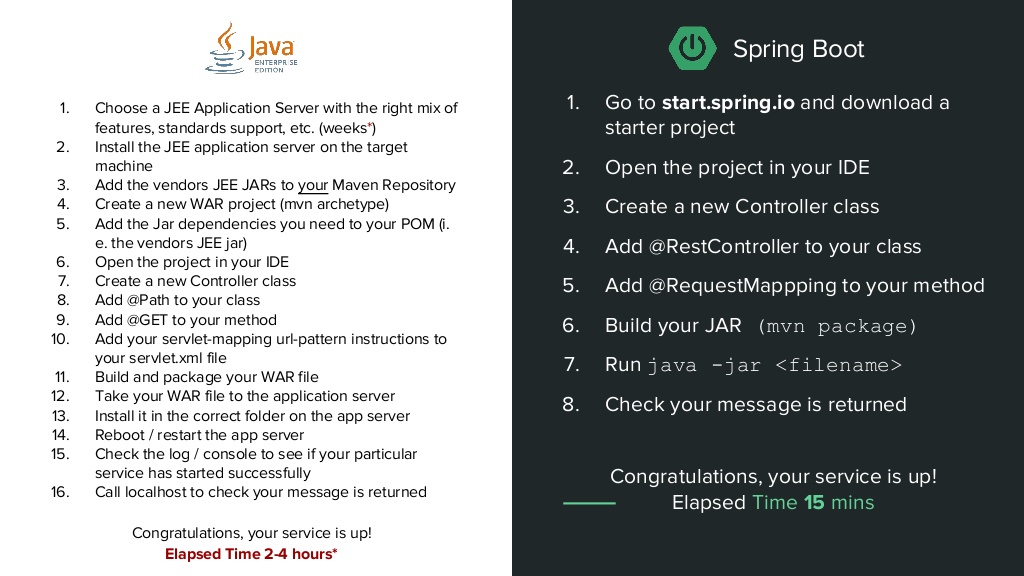 Java
ENTERPRISE
EDITION
1. Choose a JEE Application Server with the right mix of
features, standards support, etc. (weeks*)
2. Install the JEE application server on the target
machine
3. Add the vendors JEE JARs to your Maven Repository
4. Create a new WAR project (mvn archetype)
5. Add the Jar dependencies you need to your POM (i.
e. the vendors JEE jar)
6. Open the project in your IDE
7. Create a new Controller class
8. Add @Path to your class
9. Add @GET to your method
10. Add your servlet-mapping url-pattern instructions to
your servlet.xml file
11. Build and package your WAR file
12. Take your WAR file to the application server
13. Install it in the correct folder on the app server
14. Reboot / restart the app server
15. Check the log / console to see if your particular
service has started successfully
16. Call localhost to check your message is returned
Congratulations, your service is up!
Elapsed Time 2-4 hours*
Spring Boot
1. Go to start.spring.io and download a
starter project
2. Open the project in your IDE
3. Create a new Controller class
4. Add @RestController to your class
5. Add @RequestMappping to your method
6. Build your JAR (mvn package)
7. Run java -jar <filename>
8. Check your message is returned
Congratulations, your service is up!
Elapsed Time 15 mins